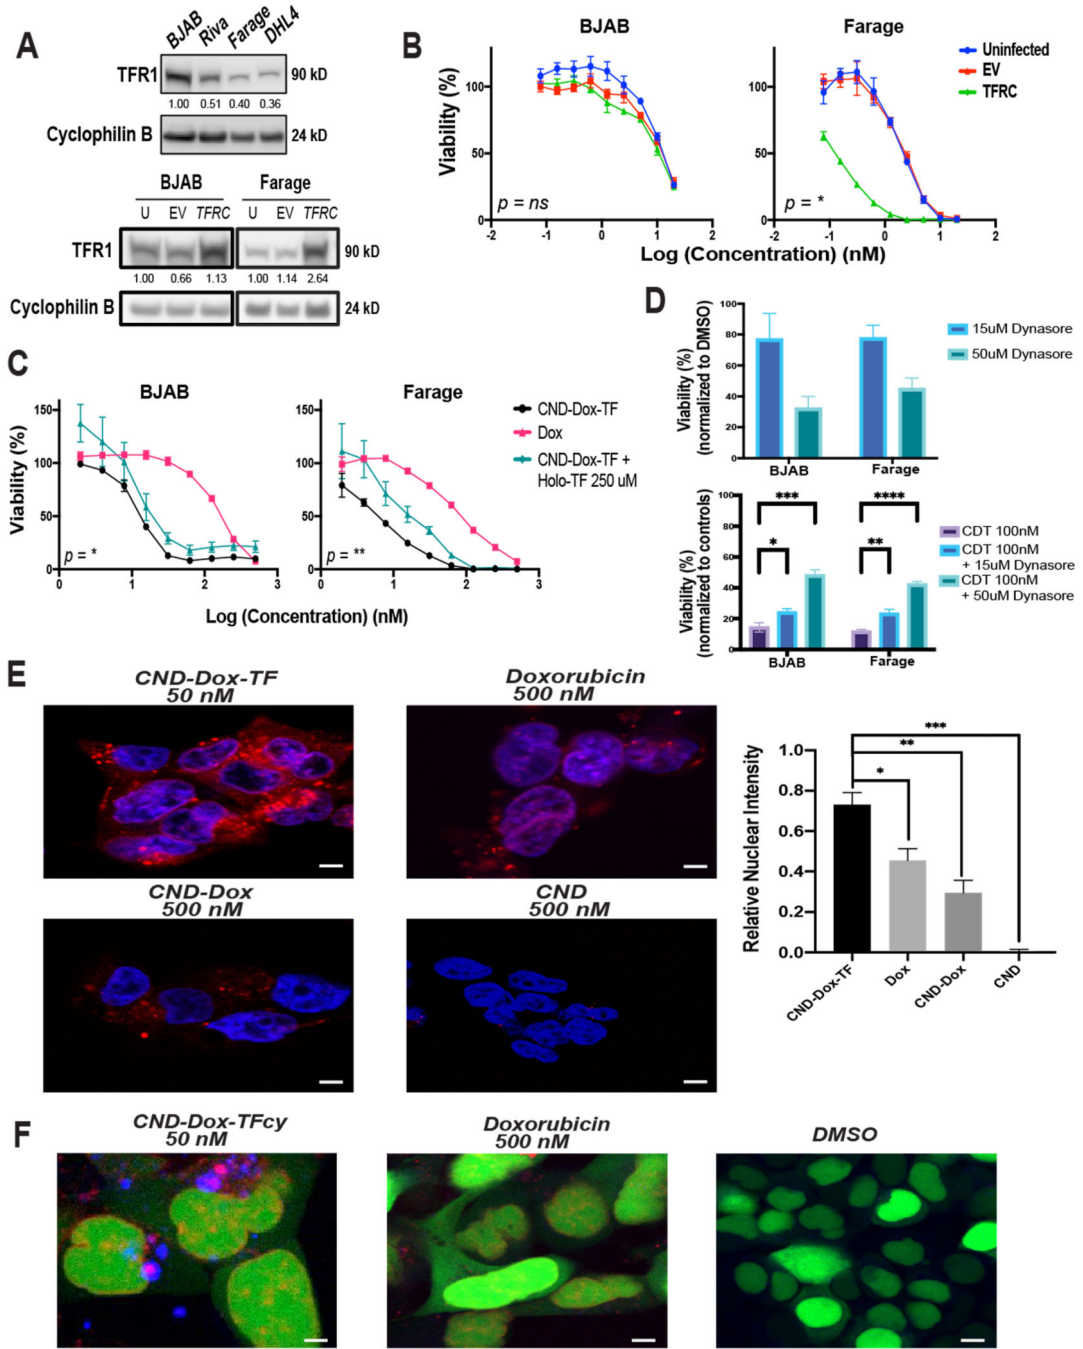 A
BJAB
Riva
Farage
DHL4
TFR1
90 kD
1.00 0.51 0.40 0.36
Cyclophilin B
24 kD
BJAB Farage
U EV TFRC U EV TFRC
TFR1
90 kD
1.00 0.66 1.13 1.00 1.14 2.64
Cyclophilin B
24 kD
B
BJAB
Viability (%)
100
50
0
p = ns
-2 -1 0 1 2
Farage
100
50
0
p = *
-2 -1 0 1 2
Log (Concentration) (nM)
Uninfected
EV
TFRC
C
BJAB
Viability (%)
150
100
50
0
p = *
1 2 3
Farage
150
100
50
0
p = **
1 2 3
Log (Concentration) (nM)
CND-Dox-TF
Dox
CND-Dox-TF +
Holo-TF 250 uM
D
Viability (%)
(normalized to DMSO)
100
80
60
40
20
0
BJAB Farage
15uM Dynasore
50uM Dynasore
Viability (%)
(normalized to controls)
100
80
60
40
20
0
*** ****
* **
BJAB Farage
CDT 100nM
CDT 100nM
+ 15uM Dynasore
CDT 100nM
+ 50uM Dynasore
E
CND-Dox-TF
50 nM
Doxorubicin
500 nM
CND-Dox
500 nM
CND
500 nM
Relative Nuclear Intensity
1.0
0.8
0.6
0.4
0.2
0.0
***
**
*
CND-Dox-TF
Dox
CND-Dox
CND
F
CND-Dox-TFcy
50 nM
Doxorubicin
500 nM
DMSO